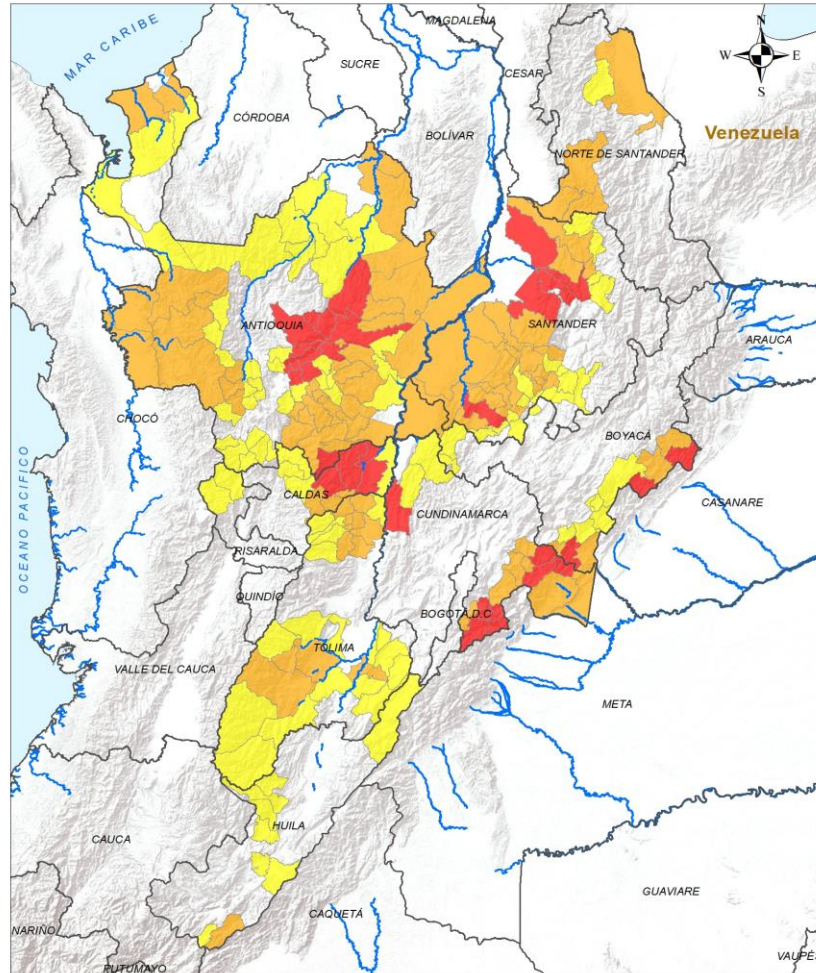 MAGDALENA
N
W
E
S
MAR CARIBE
SUCRE
CESAR
CÓRDOBA
BOLÍVAR
Venezuela
NORTE DE SANTANDER
ANTIOQUIA
SANTANDER
ARAUCA
CHOCÓ
BOYACÁ
OCEANO PACIFICO
CASANARE
CALDAS
CUNDINAMARCA
RISARALDA
QUINDÍO
BOGOTÁ,D.C
TOLIMA
VALLE DEL CAUCA
META
HUILA
CAUCA
GUAVIARE
CAQUETÁ
NARIÑO
PUTUMAYO
VAUPÉS